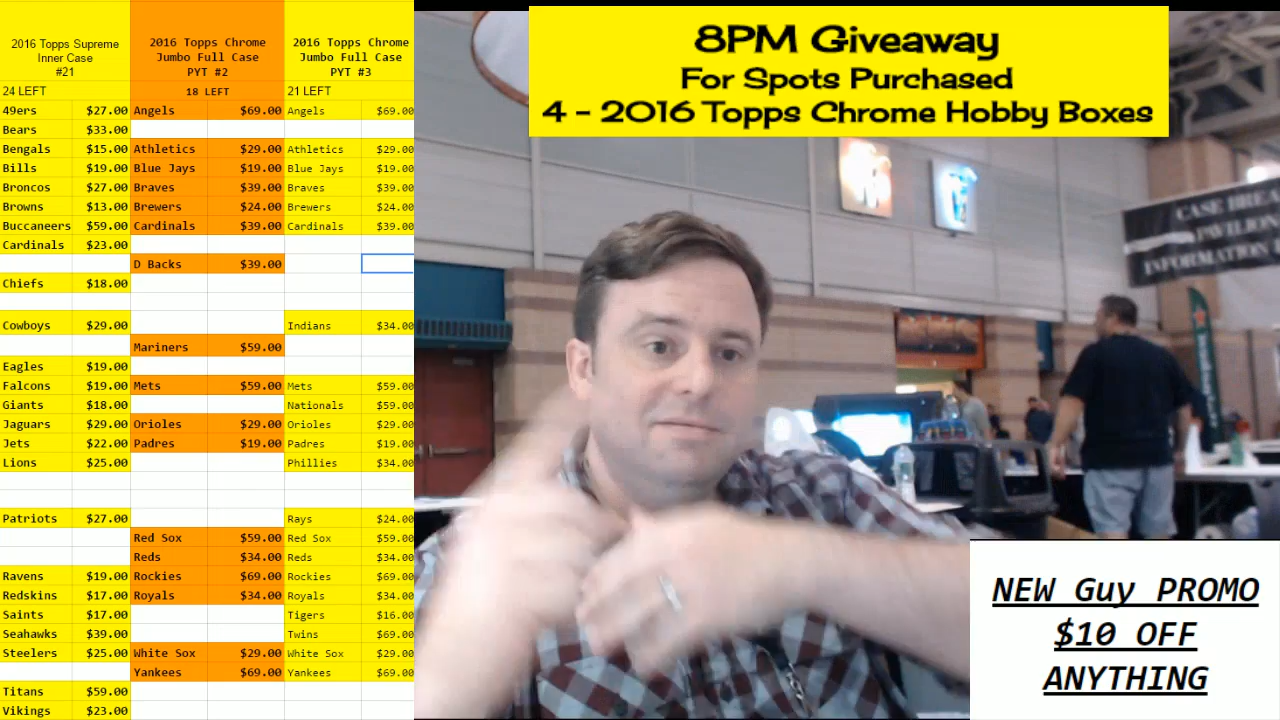 2016 Topps Supreme
Inner Case
#21
24 LEFT
49ers $27.00
Bears $33.00
Bengals $15.00
Bills $19.00
Broncos $27.00
Browns $13.00
Buccaneers $59.00
Cardinals $23.00
Chiefs $18.00
Cowboys $29.00
Eagles $19.00
Falcons $19.00
Giants $18.00
Jaguars $29.00
Jets $22.00
Lions $25.00
Patriots $27.00
Ravens $19.00
Redskins $17.00
Saints $17.00
Seahawks $39.00
Steelers $25.00
Titans $59.00
Vikings $23.00
2016 Topps Chrome
Jumbo Full Case
PYT #2
18 LEFT
Angels $69.00
Athletics $29.00
Blue Jays $19.00
Braves $39.00
Brewers $24.00
Cardinals $39.00
D Backs $39.00
Mariners $59.00
Mets $59.00
Orioles $29.00
Padres $19.00
Red Sox $59.00
Reds $34.00
Rockies $69.00
Royals $34.00
White Sox $29.00
Yankees $69.00
2016 Topps Chrome
Jumbo Full Case
PYT #3
21 LEFT
Angels $69.00
Athletics $29.00
Blue Jays $19.00
Braves $39.00
Brewers $24.00
Cardinals $39.00
Indians $34.00
Mets $59.00
Nationals $59.00
Orioles $29.00
Padres $19.00
Phillies $34.00
Rays $24.00
Red Sox $59.00
Reds $34.00
Rockies $69.00
Royals $34.00
Tigers $16.00
Twins $69.00
White Sox $29.00
Yankees $69.00
8PM Giveaway
For Spots Purchased
4 - 2016 Topps Chrome Hobby Boxes
CASE BREA
PAVILION
INFORMATION
NEW Guy PROMO
$10 OFF
ANYTHING